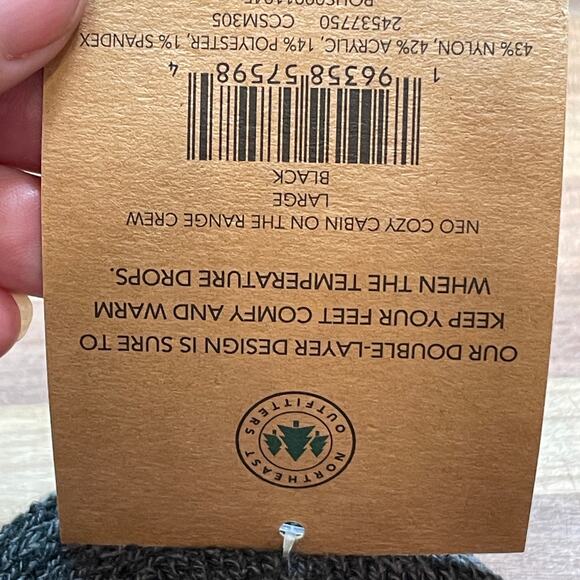 NORTHEAST
OUTFITTERS
OUR DOUBLE-LAYER DESIGN IS SURE TO
KEEP YOUR FEET COMFY AND WARM
WHEN THE TEMPERATURE DROPS.
NEO COZY CABIN ON THE RANGE CREW
LARGE
BLACK
1 96358 57598 4
43% NYLON, 42% ACRYLIC, 14% POLYESTER, 1% SPANDEX
24537750 CCSM305